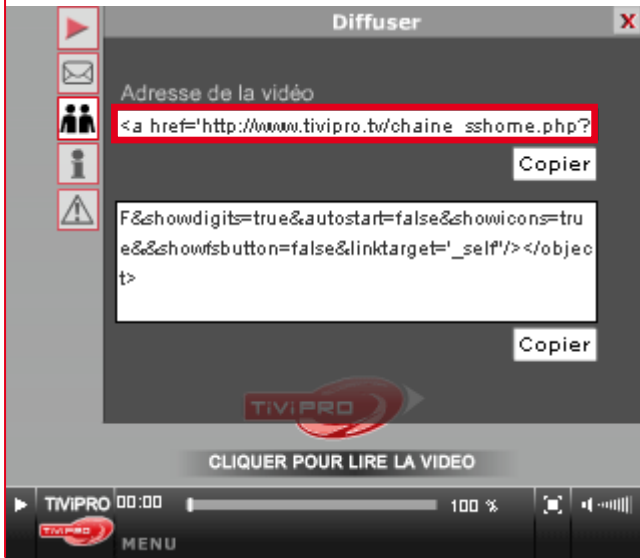 Diffuser
X
Adresse de la vidéo
<a href='http://www.tivipro.tv/chaine_sshome.php?
Copier
F&showdigits=true&autostart=false&showicons=tru
e&&showfsbutton=false&linktarget='_self"/></objec
t>
Copier
TiViPRO
CLIQUER POUR LIRE LA VIDEO
TiViPRO 00:00 100 %
TiViPRO
MENU